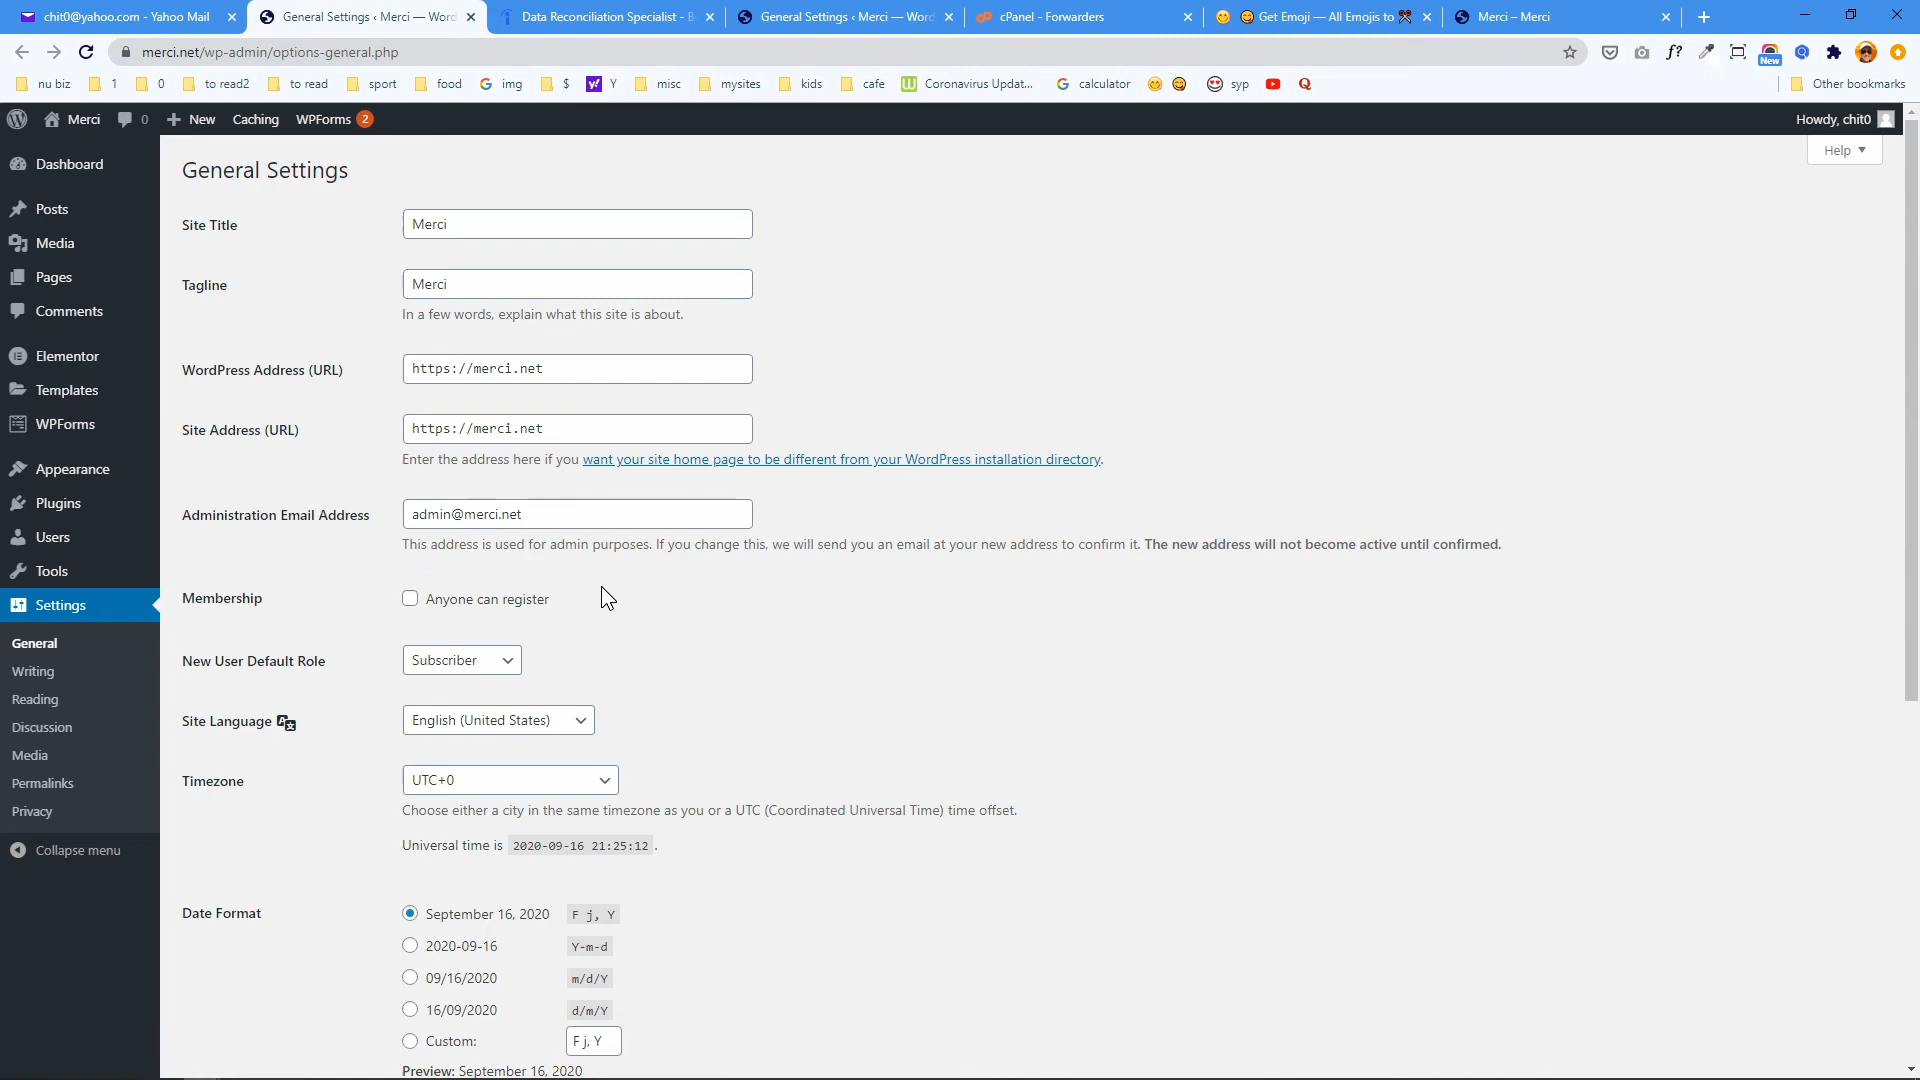 chit0@yahoo.com - Yahoo Mail
General Settings ‹ Merci — Word
Data Reconciliation Specialist - B
General Settings ‹ Merci — Word
cPanel - Forwarders
Get Emoji — All Emojis to
Merci – Merci
merci.net/wp-admin/options-general.php
f?
New
nu biz
1
0
to read2
to read
sport
food
img
$
Y
misc
mysites
kids
cafe
Coronavirus Updat...
calculator
syp
Other bookmarks
Merci
0
New
Caching
WPForms 2
Howdy, chit0
Dashboard
Posts
Media
Pages
Comments
Elementor
Templates
WPForms
Appearance
Plugins
Users
Tools
Settings
General
Writing
Reading
Discussion
Media
Permalinks
Privacy
Collapse menu
Help
General Settings
Site Title
Merci
Tagline
Merci
In a few words, explain what this site is about.
WordPress Address (URL)
https://merci.net
Site Address (URL)
https://merci.net
Enter the address here if you want your site home page to be different from your WordPress installation directory.
Administration Email Address
admin@merci.net
This address is used for admin purposes. If you change this, we will send you an email at your new address to confirm it. The new address will not become active until confirmed.
Membership
Anyone can register
New User Default Role
Subscriber
Site Language
English (United States)
Timezone
UTC+0
Choose either a city in the same timezone as you or a UTC (Coordinated Universal Time) time offset.
Universal time is 2020-09-16 21:25:12 .
Date Format
September 16, 2020 F j, Y
2020-09-16 Y-m-d
09/16/2020 m/d/Y
16/09/2020 d/m/Y
Custom: F j, Y
Preview: September 16, 2020